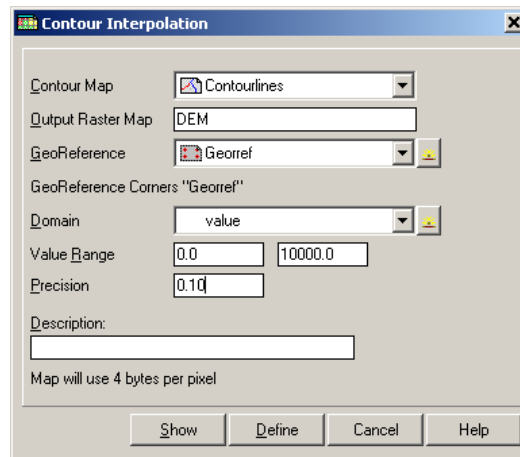 Contour Interpolation
Contour Map Contourlines
Output Raster Map DEM
GeoReference Georref
GeoReference Corners "Georref"
Domain value
Value Range 0.0 10000.0
Precision 0.10
Description:
Map will use 4 bytes per pixel
Show Define Cancel Help